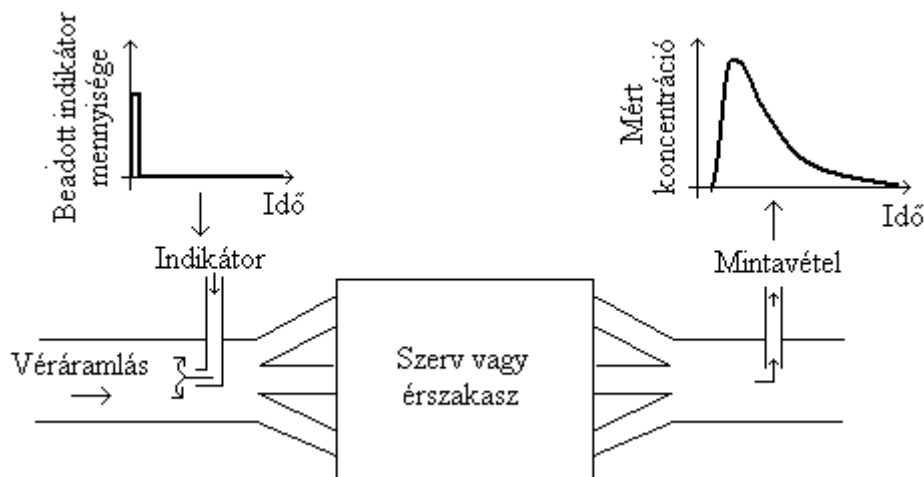 Beadott indikátor
mennyisége
Idő
Mért
koncentráció
Idő
Indikátor
Mintavétel
Véráramlás
Szerv vagy
érszakasz